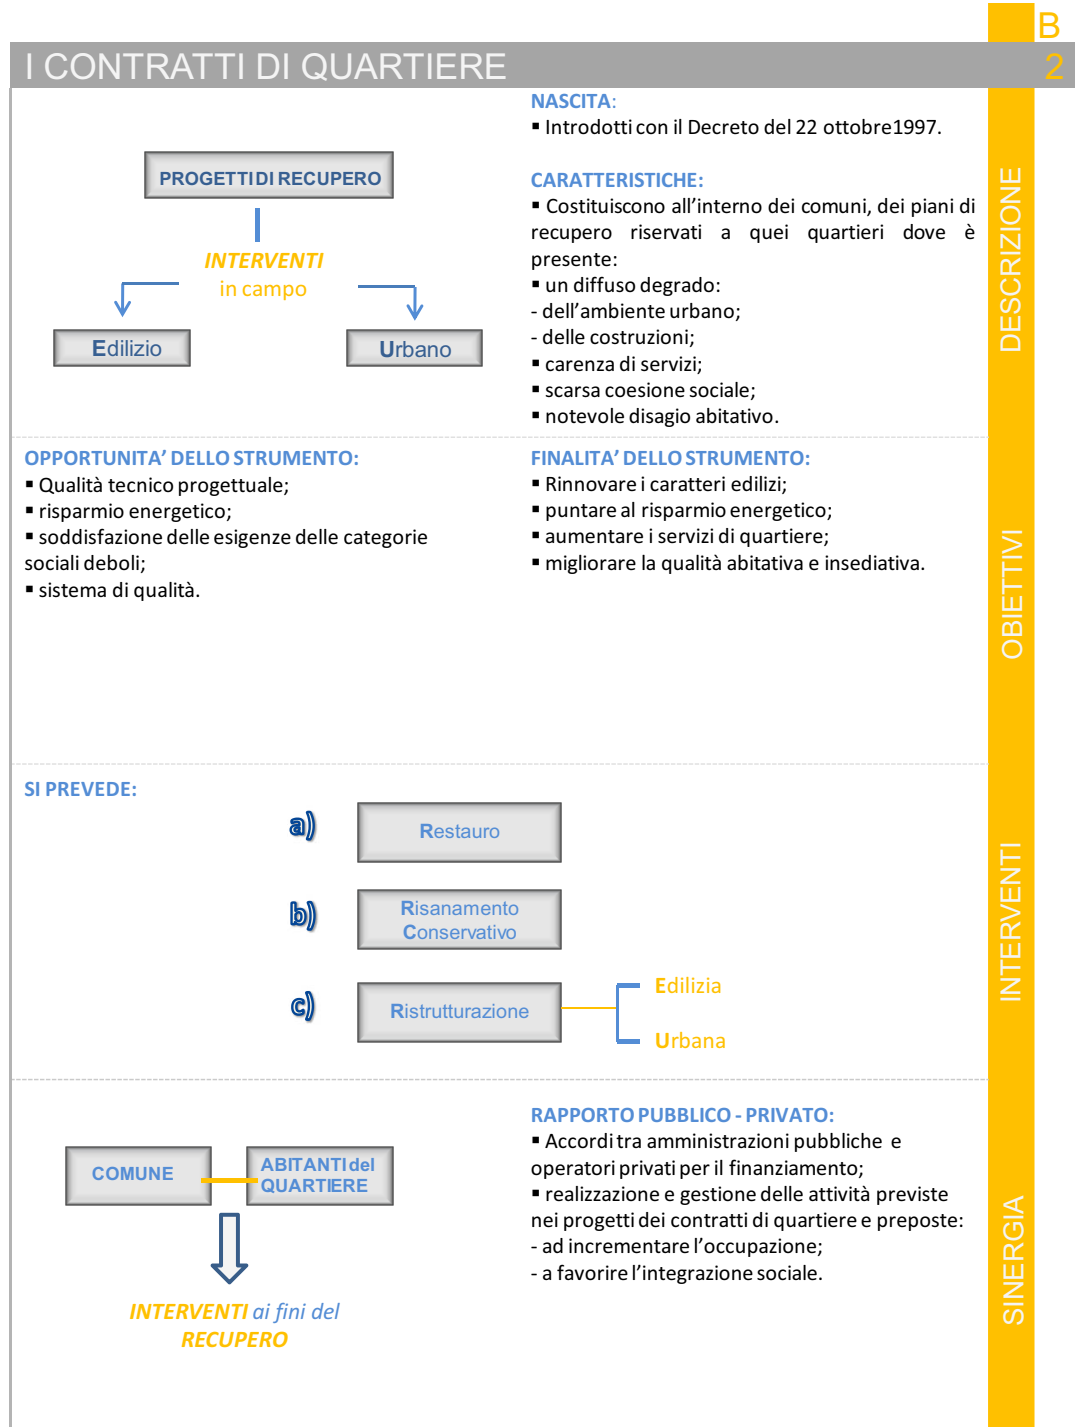 B
2
I CONTRATTI DI QUARTIERE
PROGETTI DI RECUPERO
INTERVENTI
in campo
Edilizio
Urbano
NASCITA:
▪ Introdotti con il Decreto del 22 ottobre1997.
CARATTERISTICHE:
▪ Costituiscono all’interno dei comuni, dei piani di
recupero riservati a quei quartieri dove è
presente:
▪ un diffuso degrado:
- dell’ambiente urbano;
- delle costruzioni;
▪ carenza di servizi;
▪ scarsa coesione sociale;
▪ notevole disagio abitativo.
DESCRIZIONE
OPPORTUNITA’ DELLO STRUMENTO:
▪ Qualità tecnico progettuale;
▪ risparmio energetico;
▪ soddisfazione delle esigenze delle categorie
sociali deboli;
▪ sistema di qualità.
FINALITA’ DELLO STRUMENTO:
▪ Rinnovare i caratteri edilizi;
▪ puntare al risparmio energetico;
▪ aumentare i servizi di quartiere;
▪ migliorare la qualità abitativa e insediativa.
OBIETTIVI
SI PREVEDE:
a)
Restauro
b)
Risanamento
Conservativo
c)
Ristrutturazione
Edilizia
Urbana
INTERVENTI
COMUNE
ABITANTI del
QUARTIERE
INTERVENTI ai fini del
RECUPERO
RAPPORTO PUBBLICO - PRIVATO:
▪ Accordi tra amministrazioni pubbliche e
operatori privati per il finanziamento;
▪ realizzazione e gestione delle attività previste
nei progetti dei contratti di quartiere e preposte:
- ad incrementare l’occupazione;
- a favorire l’integrazione sociale.
SINERGIA